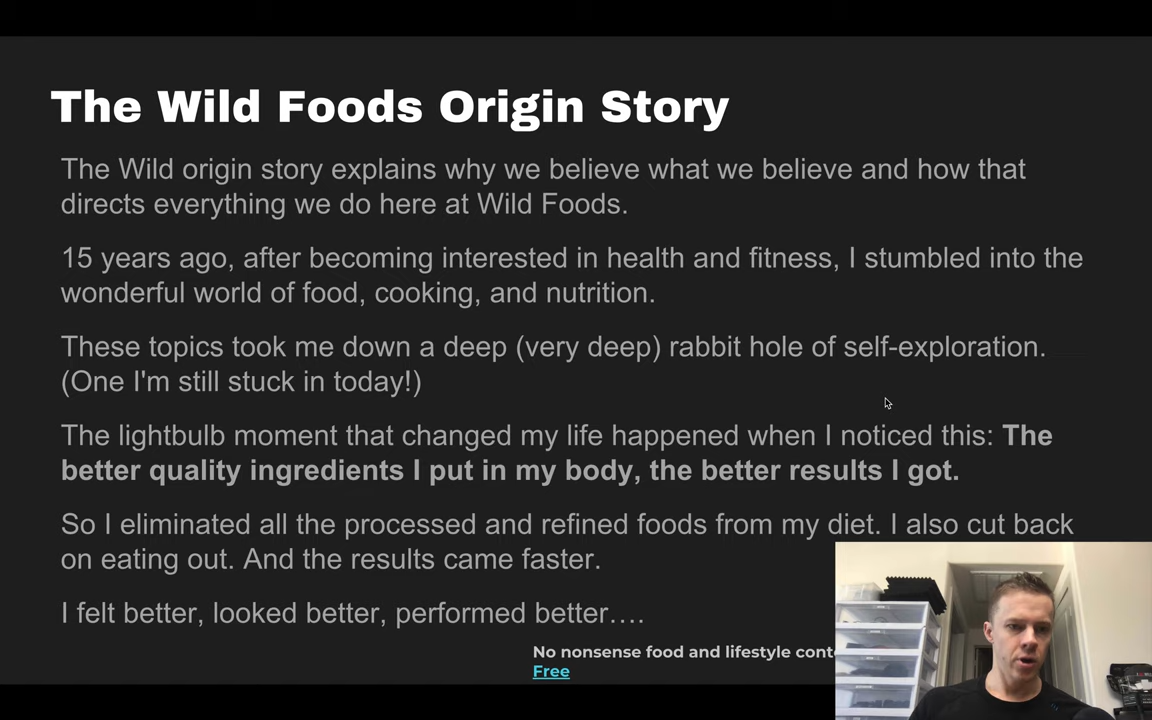 The Wild Foods Origin Story
The Wild origin story explains why we believe what we believe and how that
directs everything we do here at Wild Foods.
15 years ago, after becoming interested in health and fitness, I stumbled into the
wonderful world of food, cooking, and nutrition.
These topics took me down a deep (very deep) rabbit hole of self-exploration.
(One I'm still stuck in today!)
The lightbulb moment that changed my life happened when I noticed this: The
better quality ingredients I put in my body, the better results I got.
So I eliminated all the processed and refined foods from my diet. I also cut back
on eating out. And the results came faster.
I felt better, looked better, performed better….
No nonsense food and lifestyle
Free